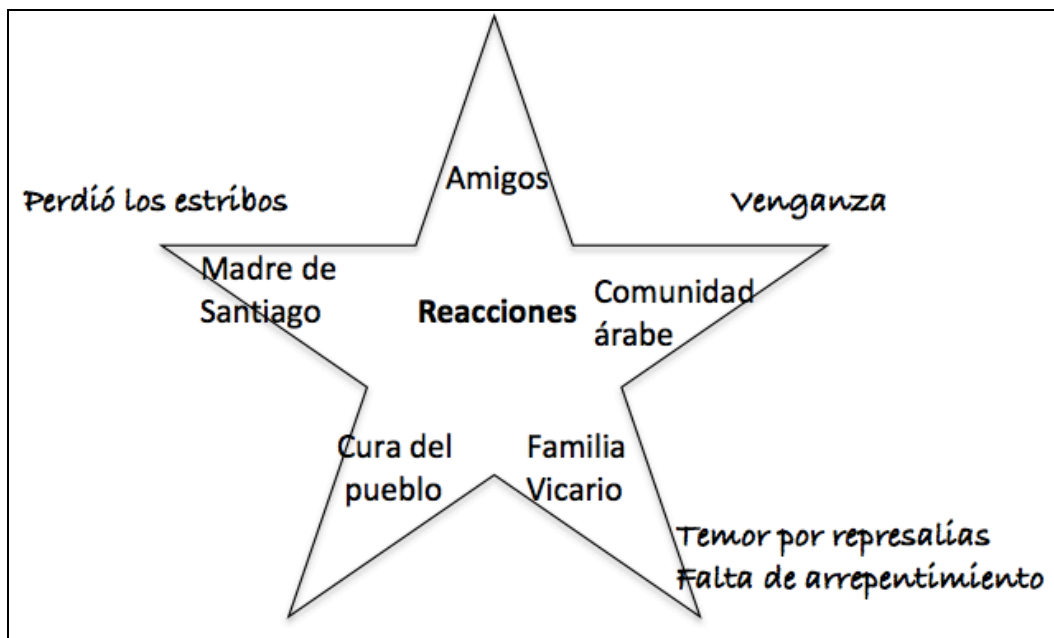 Amigos
Perdió los estribos
Venganza
Madre de
Santiago
Reacciones
Comunidad
árabe
Cura del
pueblo
Familia
Vicario
Temor por represalias
Falta de arrepentimiento